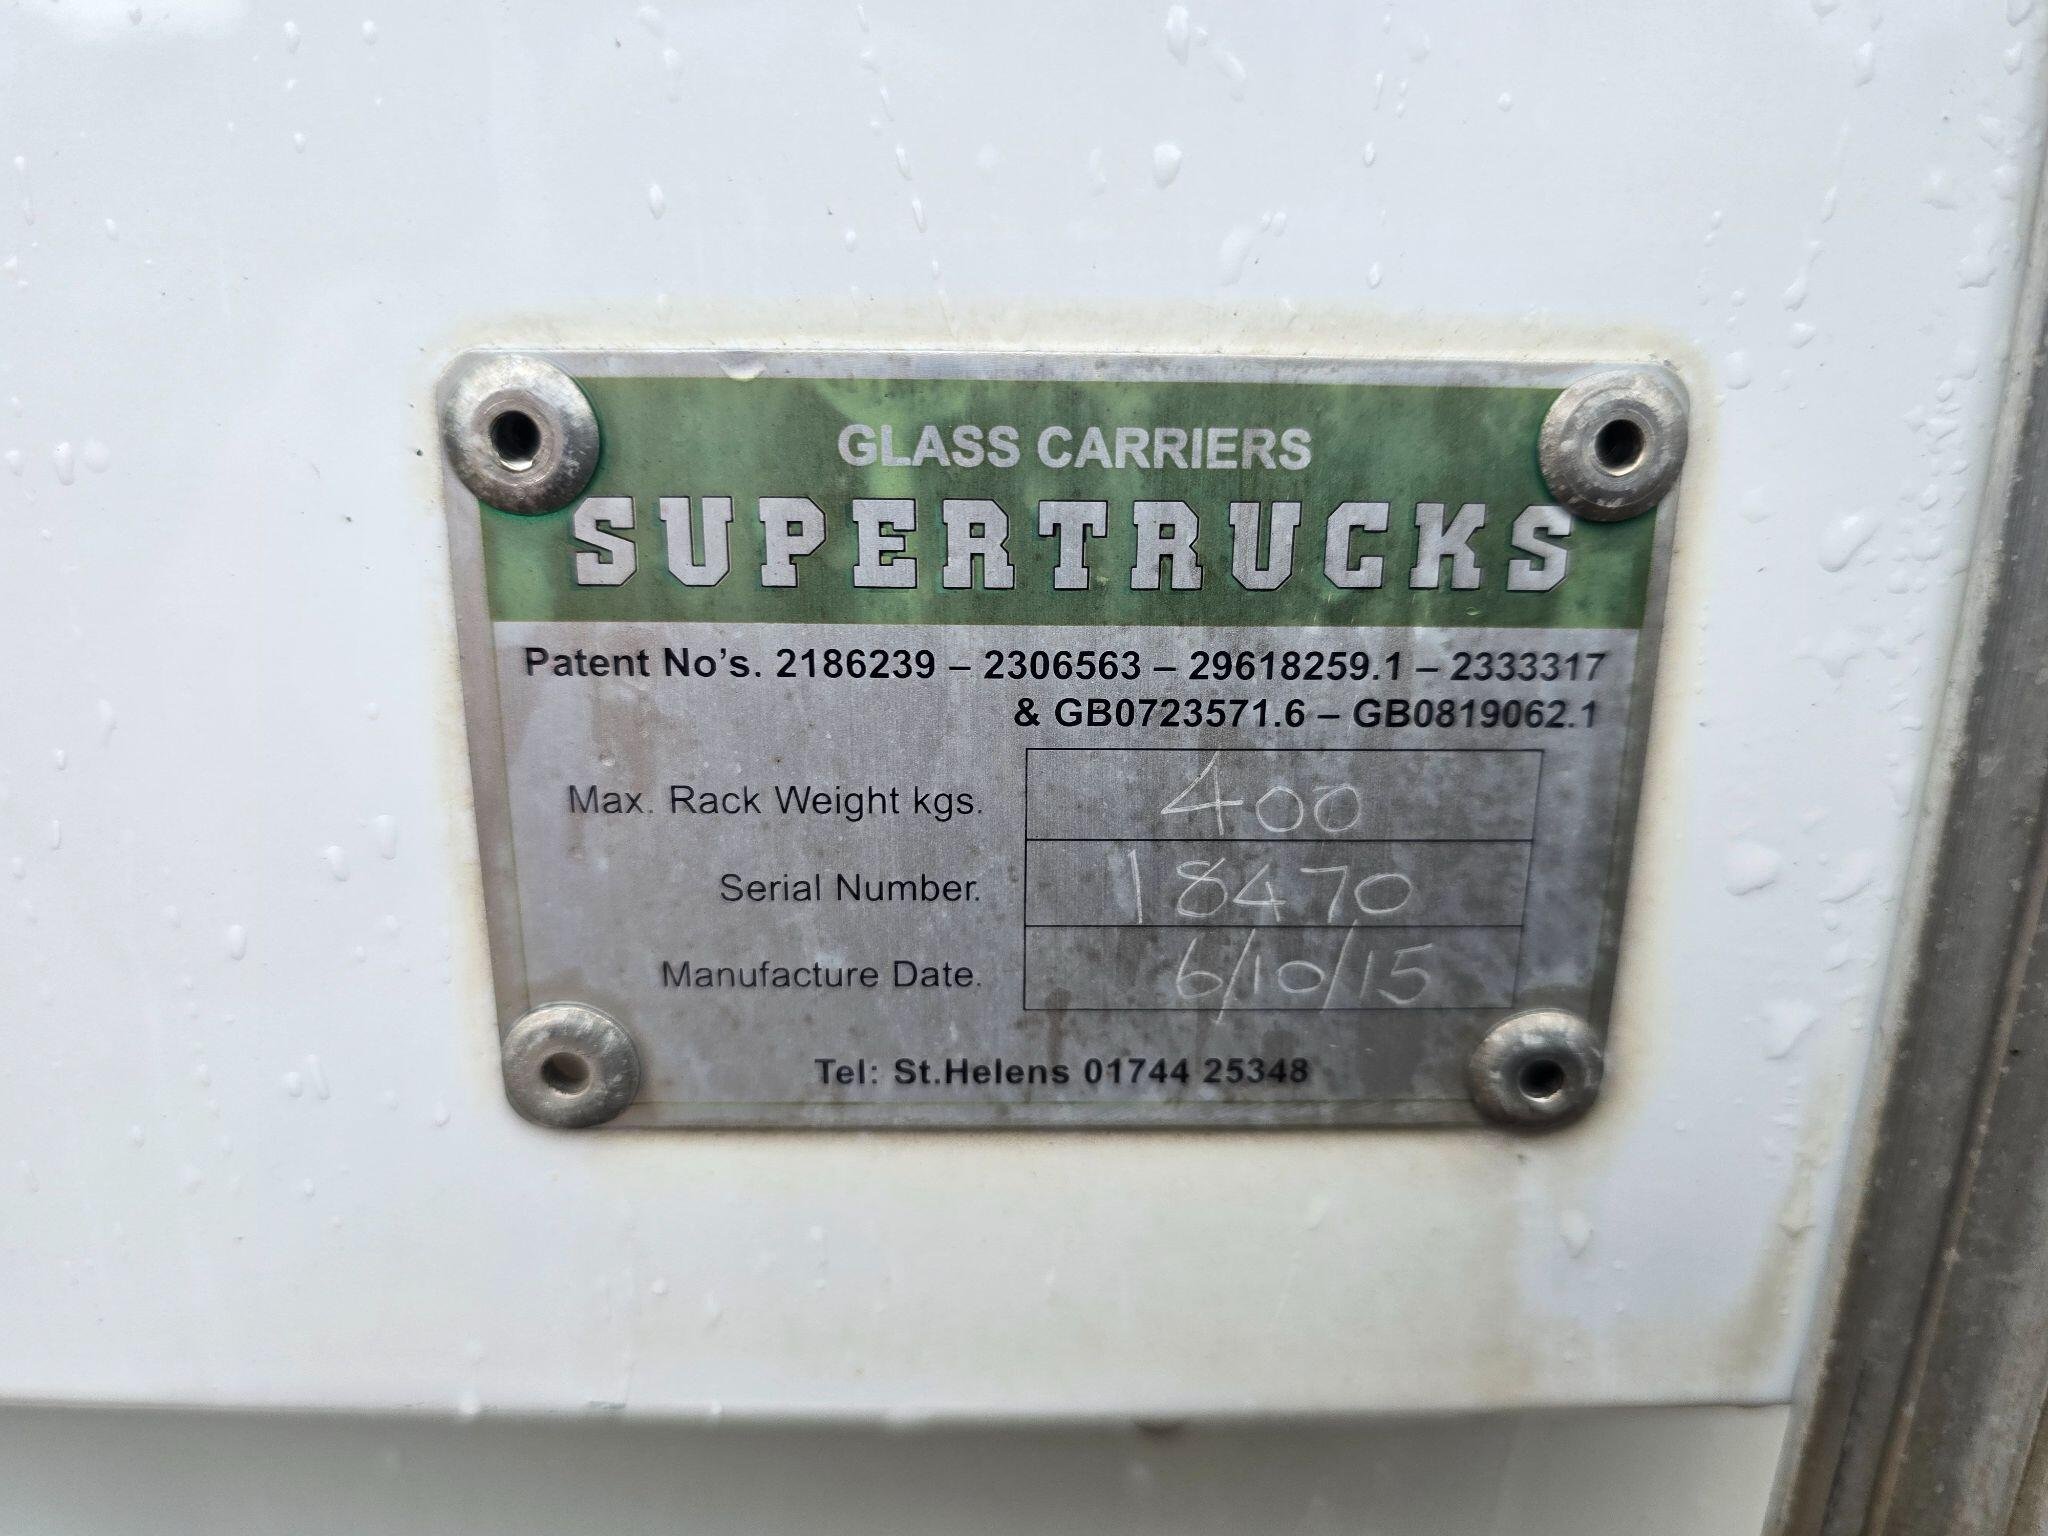 GLASS CARRIERS
SUPERTRUCKS
Patent No's. 2186239 – 2306563 – 29618259.1 – 2333317
& GB0723571.6 – GB0819062.1
Max. Rack Weight kgs. 400
Serial Number. 18470
Manufacture Date. 6/10/15
Tel: St.Helens 01744 25348